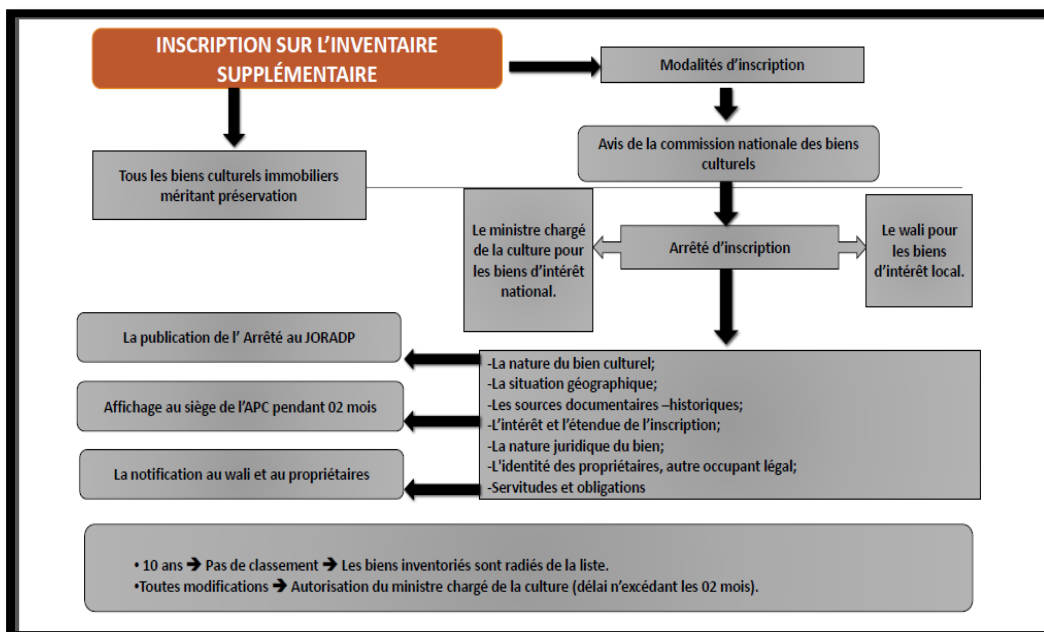 INSCRIPTION SUR L’INVENTAIRE
SUPPLÉMENTAIRE
Modalités d’inscription
Avis de la commission nationale des biens
culturels
Tous les biens culturels immobiliers
méritant préservation
Le ministre chargé
de la culture pour
les biens d’intérêt
national.
Arrêté d’inscription
Le wali pour
les biens
d’intérêt local.
La publication de l’ Arrêté au JORADP
Affichage au siège de l’APC pendant 02 mois
La notification au wali et au propriétaires
-La nature du bien culturel;
-La situation géographique;
-Les sources documentaires –historiques;
-L’intérêt et l’étendue de l’inscription;
-La nature juridique du bien;
-L'identité des propriétaires, autre occupant légal;
-Servitudes et obligations
• 10 ans ➔ Pas de classement ➔ Les biens inventoriés sont radiés de la liste.
•Toutes modifications ➔ Autorisation du ministre chargé de la culture (délai n’excédant les 02 mois).